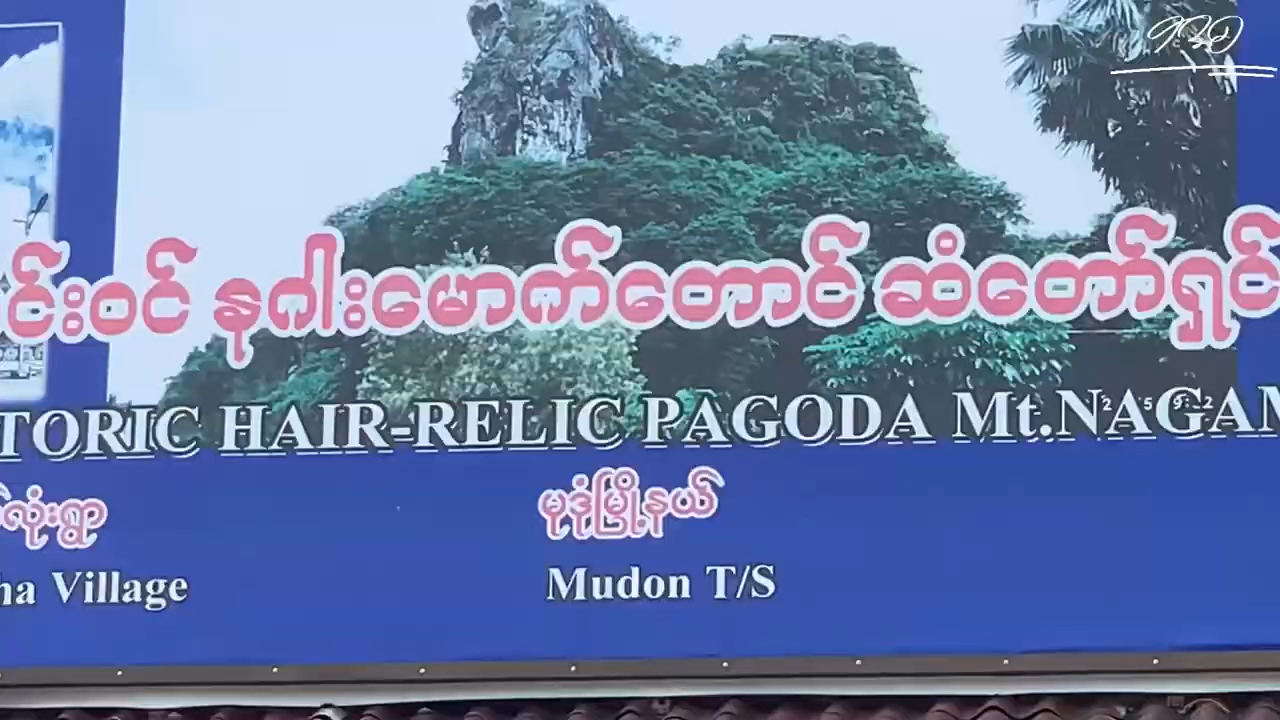 င်းဝင် နဂါးမောက်တောင် ဆံတော်ရှင်
TORIC HAIR-RELIC PAGODA Mt.NAGAM
လုံးရွာ
မုဒုံမြို့နယ်
ha Village
Mudon T/S